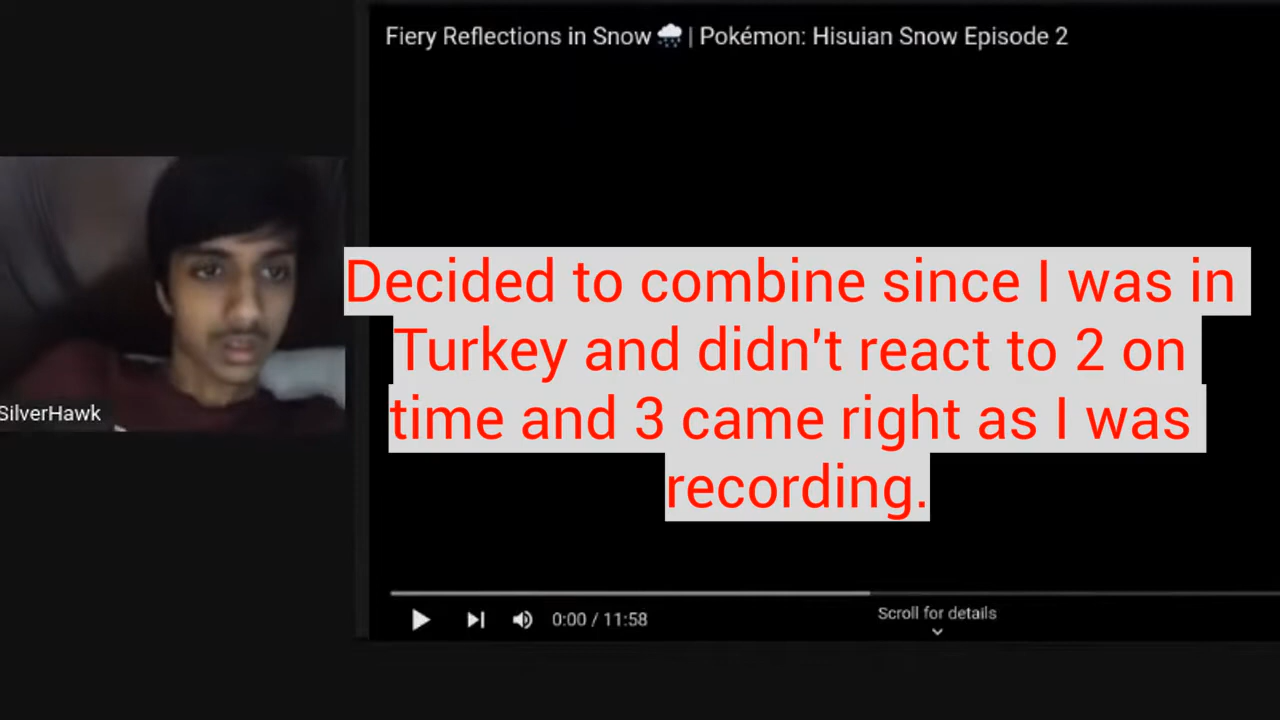 Fiery Reflections in Snow 🌨 | Pokémon: Hisuian Snow Episode 2
Decided to combine since I was in
Turkey and didn't react to 2 on
time and 3 came right as I was
recording.
SilverHawk
0:00 / 11:58
Scroll for details